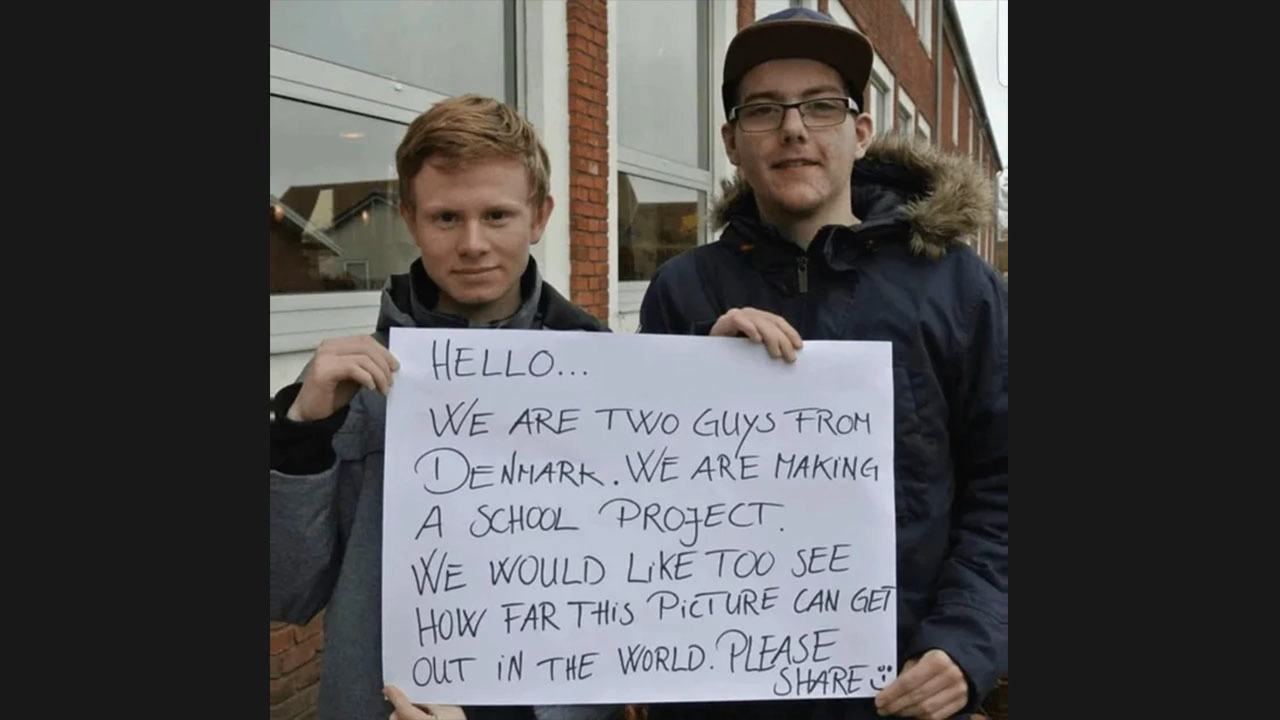 HELLO...
WE ARE TWO GUYS FROM
DENMARK. WE ARE MAKING
A SCHOOL PROJECT.
WE WOULD LIKE TOO SEE
HOW FAR THIS PICTURE CAN GET
OUT IN THE WORLD. PLEASE
SHARE :)